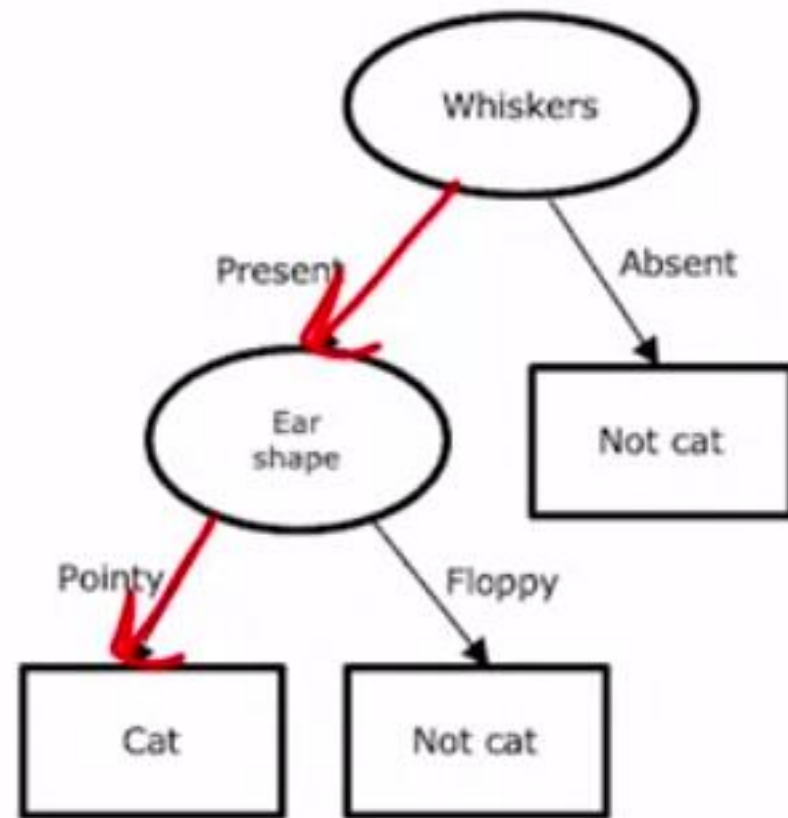 Whiskers
Present
Absent
Ear
shape
Not cat
Pointy
Floppy
Cat
Not cat